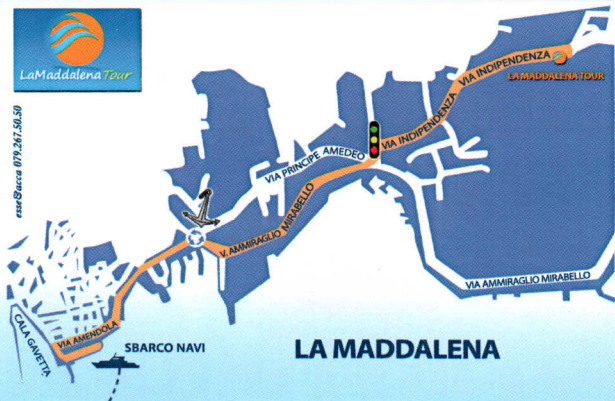 LaMaddalena Tour
esse&acca 079.267.50.50
VIA INDIPENDENZA
LA MADDALENA TOUR
VIA INDIPENDENZA
VIA PRINCIPE AMEDEO
V. AMMIRAGLIO MIRABELLO
VIA AMMIRAGLIO MIRABELLO
VIA AMENDOLA
CALA GAVETTA
SBARCO NAVI
LA MADDALENA